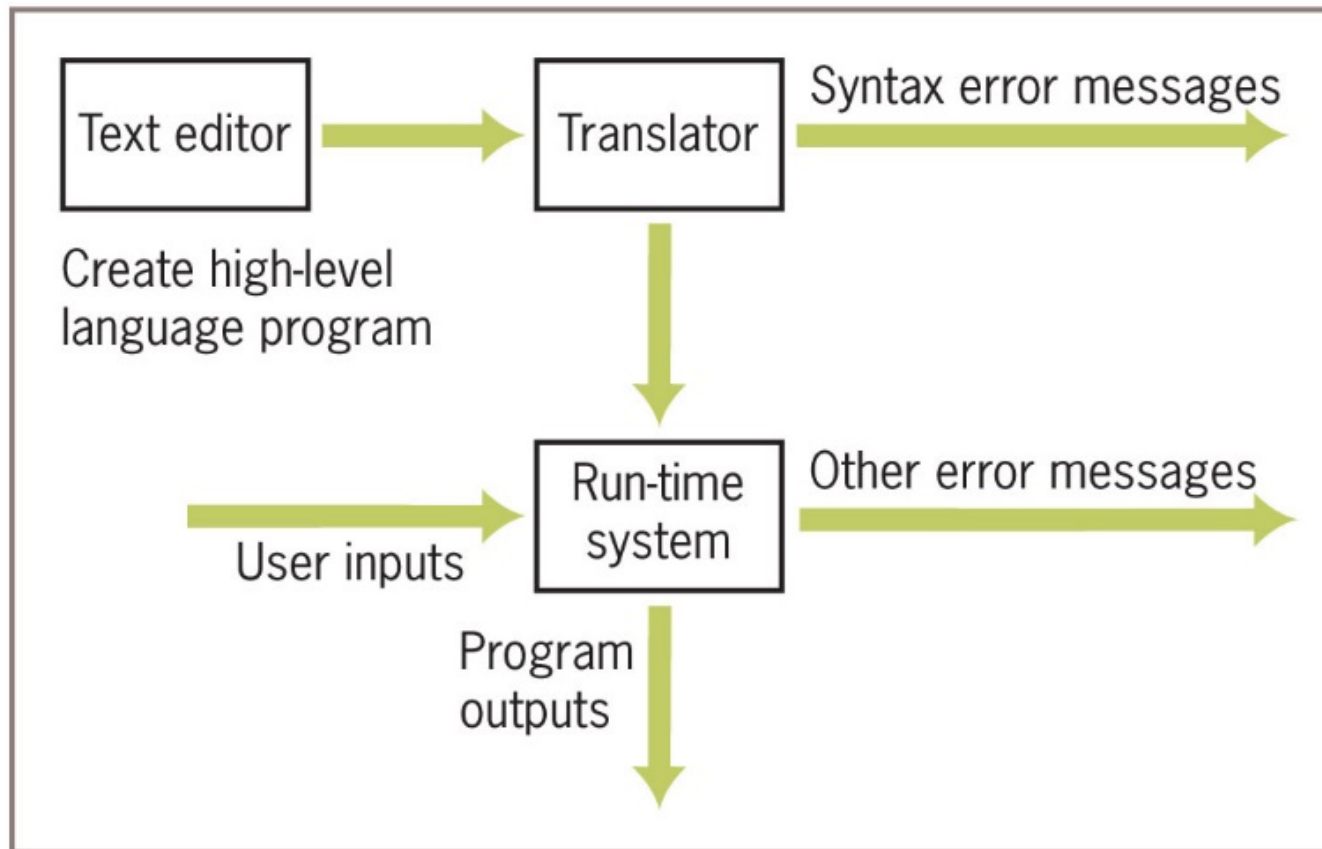 Text editor
Translator
Syntax error messages
Create high-level
language program
User inputs
Run-time
system
Other error messages
Program
outputs